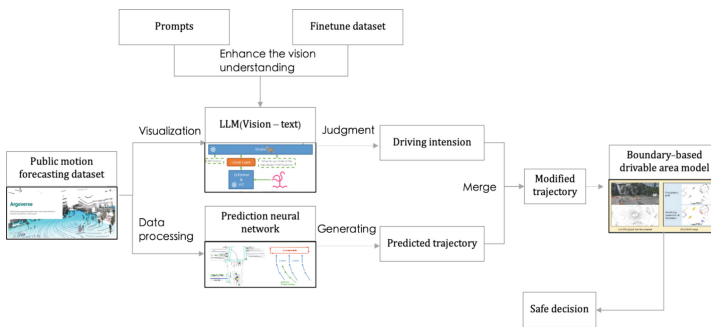 Prompts
Finetune dataset
Enhance the vision
understanding
Visualization
LLM(Vision – text)
Judgment
Driving intension
Public motion
forecasting dataset
Argoverse
Boundary–based
drivable area model
Merge
Modified
trajectory
Data
processing
Prediction neural
network
Generating
Predicted trajectory
Safe decision